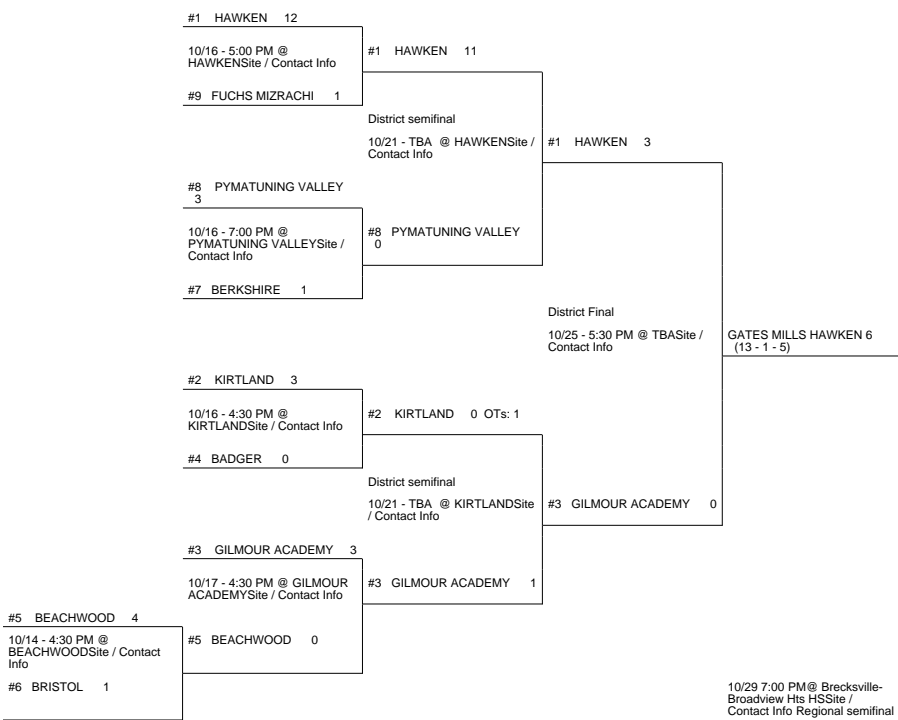 #1 HAWKEN 12
10/16 - 5:00 PM @
HAWKENSite / Contact Info
#9 FUCHS MIZRACHI 1
#1 HAWKEN 11
District semifinal
10/21 - TBA @ HAWKENSite /
Contact Info
#8 PYMATUNING VALLEY
3
10/16 - 7:00 PM @
PYMATUNING VALLEYSite /
Contact Info
#7 BERKSHIRE 1
#8 PYMATUNING VALLEY
0
#1 HAWKEN 3
District Final
10/25 - 5:30 PM @ TBASite /
Contact Info
GATES MILLS HAWKEN 6
(13 - 1 - 5)
#2 KIRTLAND 3
10/16 - 4:30 PM @
KIRTLANDSite / Contact Info
#4 BADGER 0
#2 KIRTLAND 0 OTs: 1
District semifinal
10/21 - TBA @ KIRTLANDSite
/ Contact Info
#3 GILMOUR ACADEMY 0
#3 GILMOUR ACADEMY 3
10/17 - 4:30 PM @ GILMOUR
ACADEMYSite / Contact Info
#3 GILMOUR ACADEMY 1
#5 BEACHWOOD 4
10/14 - 4:30 PM @
BEACHWOODSite / Contact
Info
#6 BRISTOL 1
#5 BEACHWOOD 0
10/29 7:00 PM@ Brecksville-
Broadview Hts HSSite /
Contact Info Regional semifinal